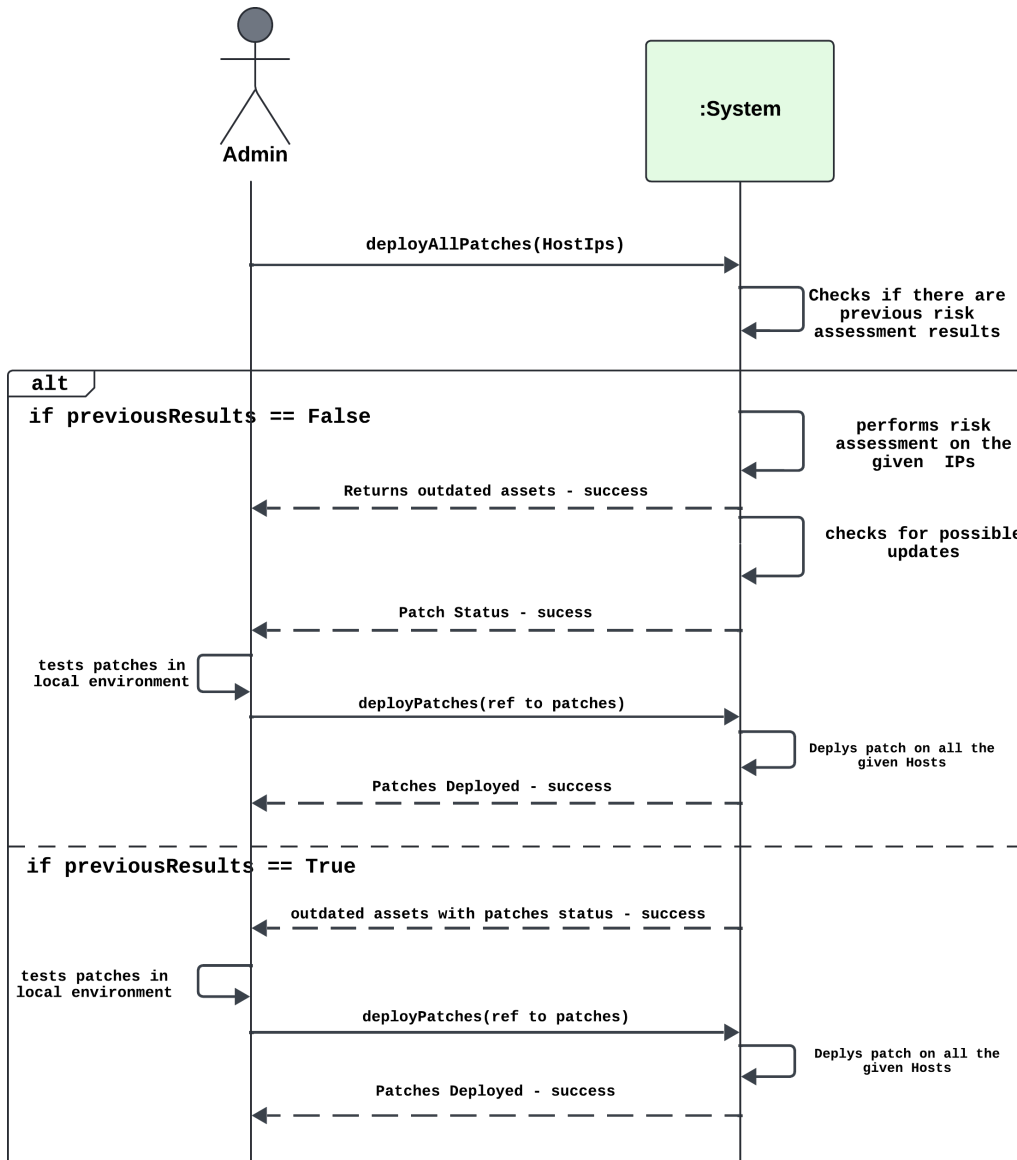 Admin
:System
deployAllPatches(HostIps)
Checks if there are
previous risk
assessment results
alt
if previousResults == False
performs risk
assessment on the
given IPs
Returns outdated assets - success
checks for possible
updates
Patch Status - sucess
tests patches in
local environment
deployPatches(ref to patches)
Deplys patch on all the
given Hosts
Patches Deployed - success
if previousResults == True
outdated assets with patches status - success
tests patches in
local environment
deployPatches(ref to patches)
Deplys patch on all the
given Hosts
Patches Deployed - success